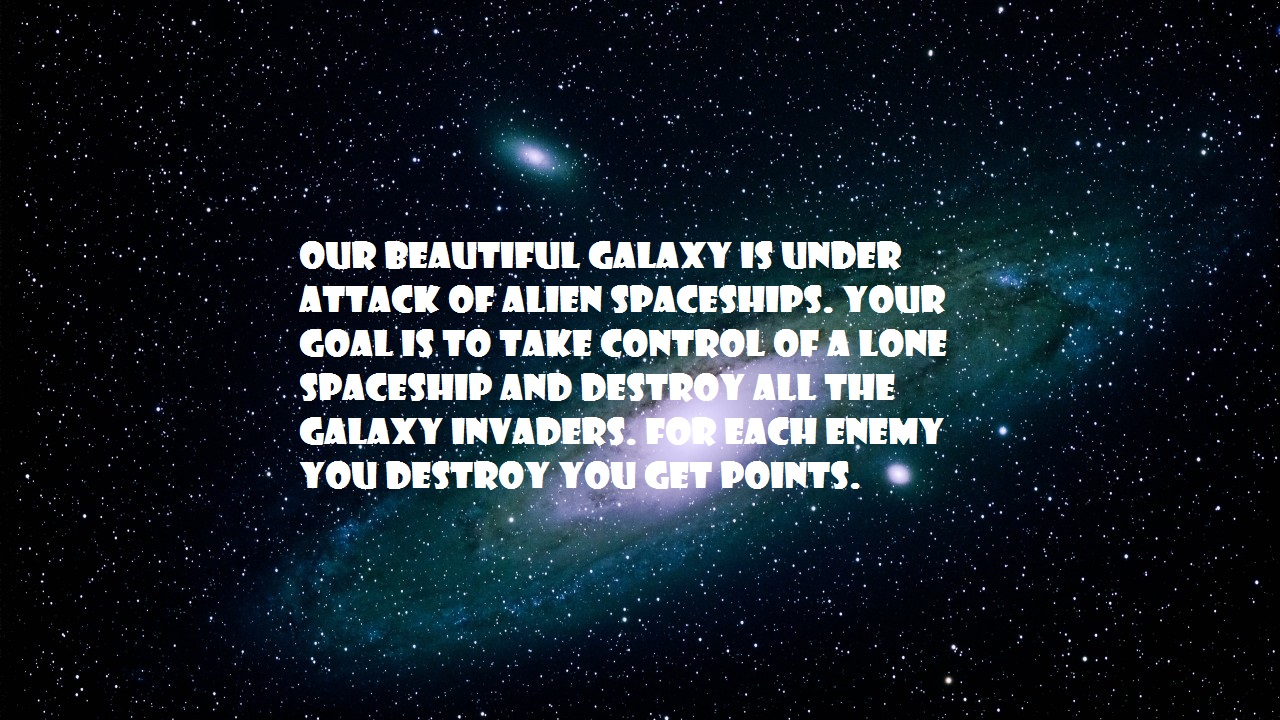 OUR BEAUTIFUL GALAXY IS UNDER
ATTACK OF ALIEN SPACESHIPS. YOUR
GOAL IS TO TAKE CONTROL OF A LONE
SPACESHIP AND DESTROY ALL THE
GALAXY INVADERS. FOR EACH ENEMY
YOU DESTROY YOU GET POINTS.